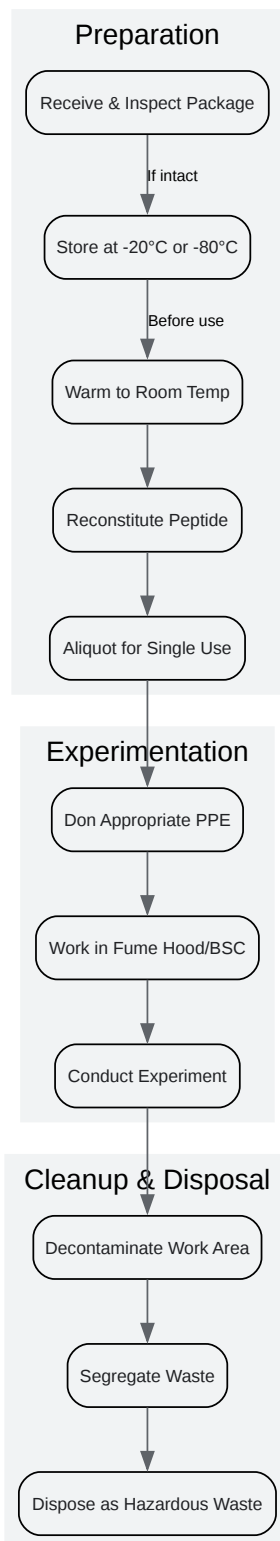 Preparation
Receive & Inspect Package
If intact
Store at -20°C or -80°C
Before use
Warm to Room Temp
Reconstitute Peptide
Aliquot for Single Use
Experimentation
Don Appropriate PPE
Work in Fume Hood/BSC
Conduct Experiment
Cleanup & Disposal
Decontaminate Work Area
Segregate Waste
Dispose as Hazardous Waste